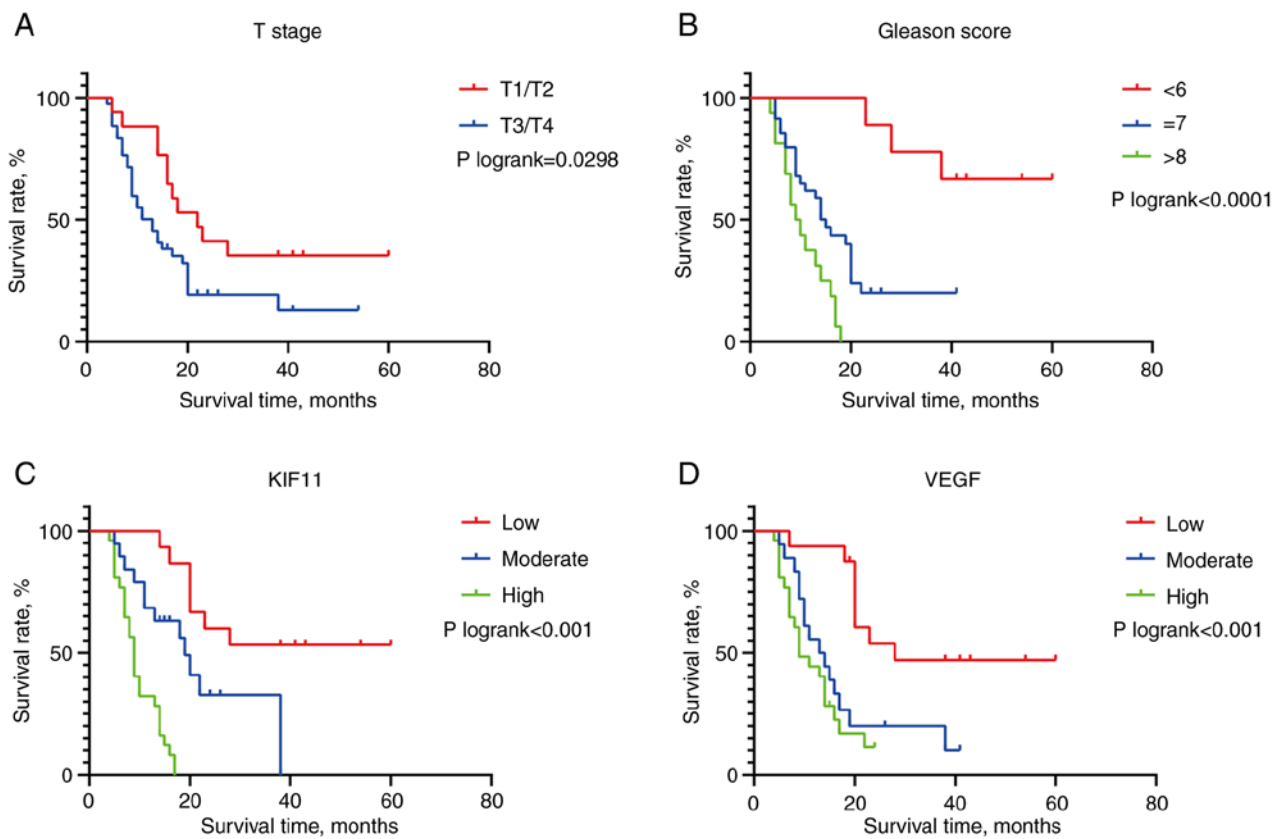 A
T stage
T1/T2
T3/T4
P logrank=0.0298
Survival rate, %
100
50
0
0 20 40 60 80
Survival time, months
B
Gleason score
<6
=7
>8
P logrank<0.0001
Survival rate, %
100
50
0
0 20 40 60 80
Survival time, months
C
KIF11
Low
Moderate
High
P logrank<0.001
Survival rate, %
100
50
0
0 20 40 60 80
Survival time, months
D
VEGF
Low
Moderate
High
P logrank<0.001
Survival rate, %
100
50
0
0 20 40 60 80
Survival time, months